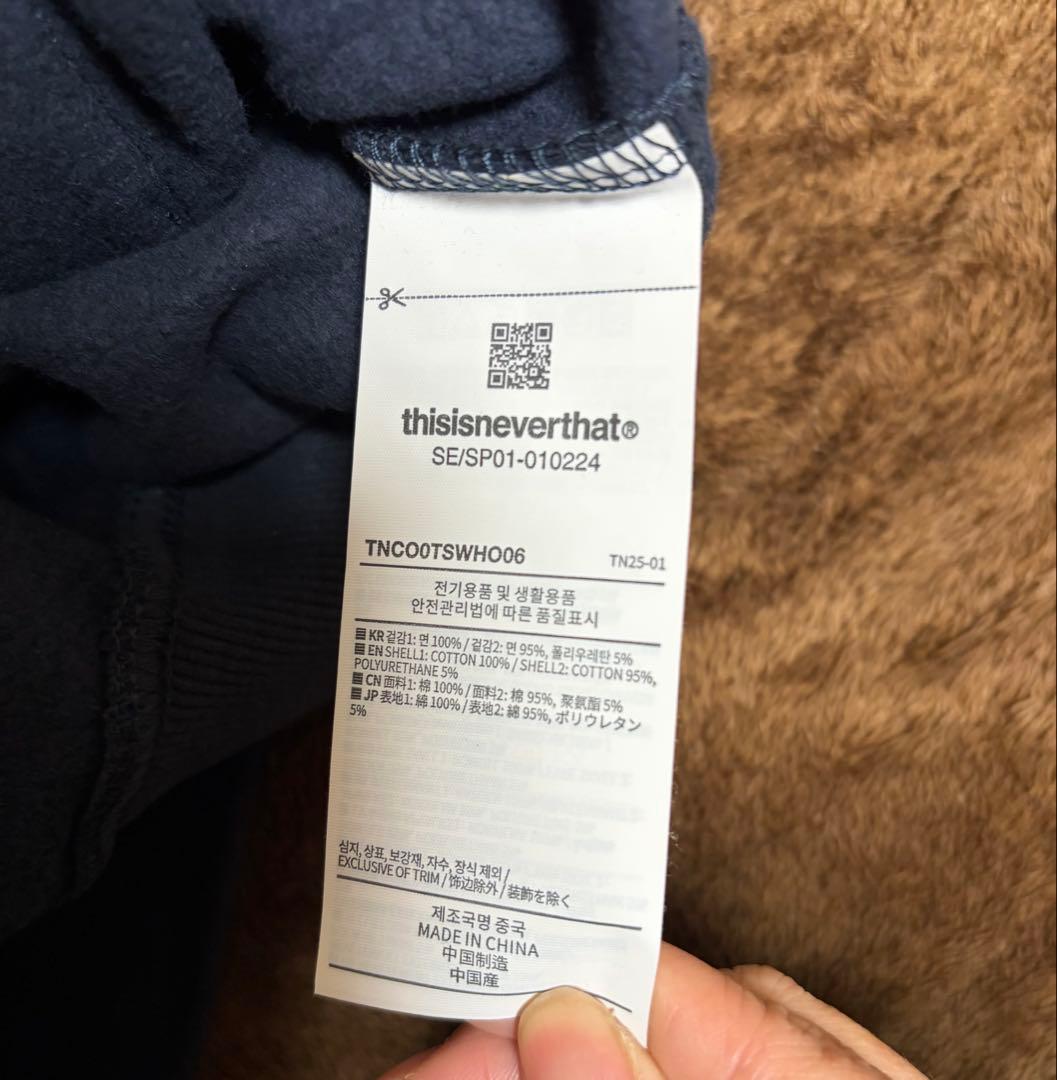 thisisneverthat®
SE/SP01-010224
TNCO0TSWHO06
TN25-01
전기용품 및 생활용품
안전관리법에 따른 품질표시
KR 겉감1: 면 100% / 겉감2: 면 95%, 폴리우레탄 5%
EN SHELL1: COTTON 100% / SHELL2: COTTON 95%,
POLYURETHANE 5%
CN 面料1: 棉 100% / 面料2: 棉 95%, 聚氨酯 5%
JP 表地1: 綿 100% / 表地2: 綿 95%, ポリウレタン
5%
심지, 상표, 보강재, 자수, 장식 제외 /
EXCLUSIVE OF TRIM / 饰边除外 / 装飾を除く
제조국명 중국
MADE IN CHINA
中国制造
中国産